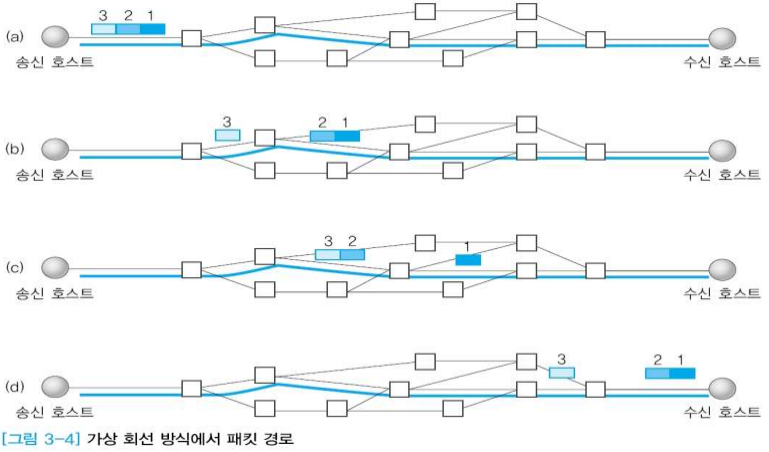 3 2 1
(a)
송신 호스트
수신 호스트
3
2 1
(b)
송신 호스트
수신 호스트
3 2
1
(c)
송신 호스트
수신 호스트
3
2 1
(d)
송신 호스트
수신 호스트
[그림 3-4] 가상 회선 방식에서 패킷 경로